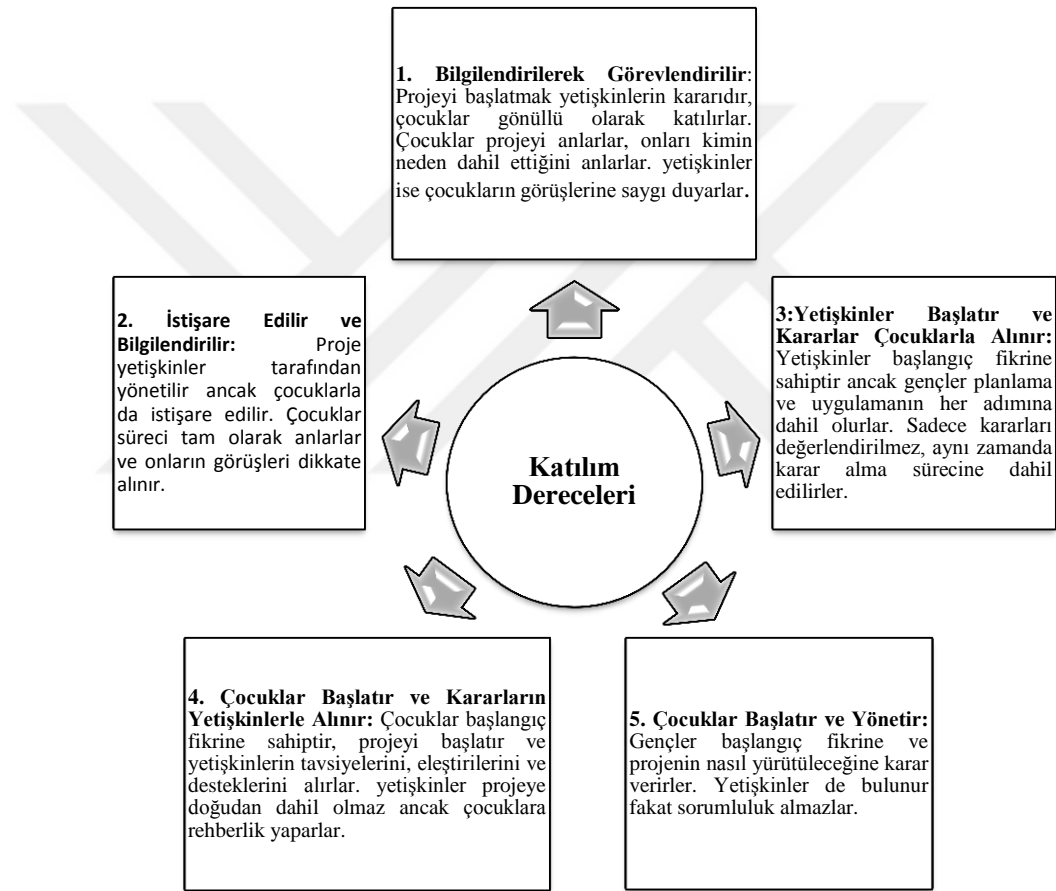 1. Bilgilendirilerek Görevlendirilir:
Projeyi başlatmak yetişkinlerin kararıdır,
çocuklar gönüllü olarak katılırlar.
Çocuklar projeyi anlarlar, onları kimin
neden dahil ettiğini anlarlar. yetişkinler
ise çocukların görüşlerine saygı duyarlar.
2. İstişare Edilir ve
Bilgilendirilir: Proje
yetişkinler tarafından
yönetilir ancak çocuklarla
da istişare edilir. Çocuklar
süreci tam olarak anlarlar
ve onların görüşleri dikkate
alınır.
3:Yetişkinler Başlatır ve
Kararlar Çocuklarla Alınır:
Yetişkinler başlangıç fikrine
sahiptir ancak gençler planlama
ve uygulamanın her adımına
dahil olurlar. Sadece kararları
değerlendirilmez, aynı zamanda
karar alma sürecine dahil
edilirler.
Katılım
Dereceleri
4. Çocuklar Başlatır ve Kararların
Yetişkinlerle Alınır: Çocuklar başlangıç
fikrine sahiptir, projeyi başlatır ve
yetişkinlerin tavsiyelerini, eleştirilerini ve
desteklerini alırlar. yetişkinler projeye
doğudan dahil olmaz ancak çocuklara
rehberlik yaparlar.
5. Çocuklar Başlatır ve Yönetir:
Gençler başlangıç fikrine ve
projenin nasıl yürütüleceğine karar
verirler. Yetişkinler de bulunur
fakat sorumluluk almazlar.